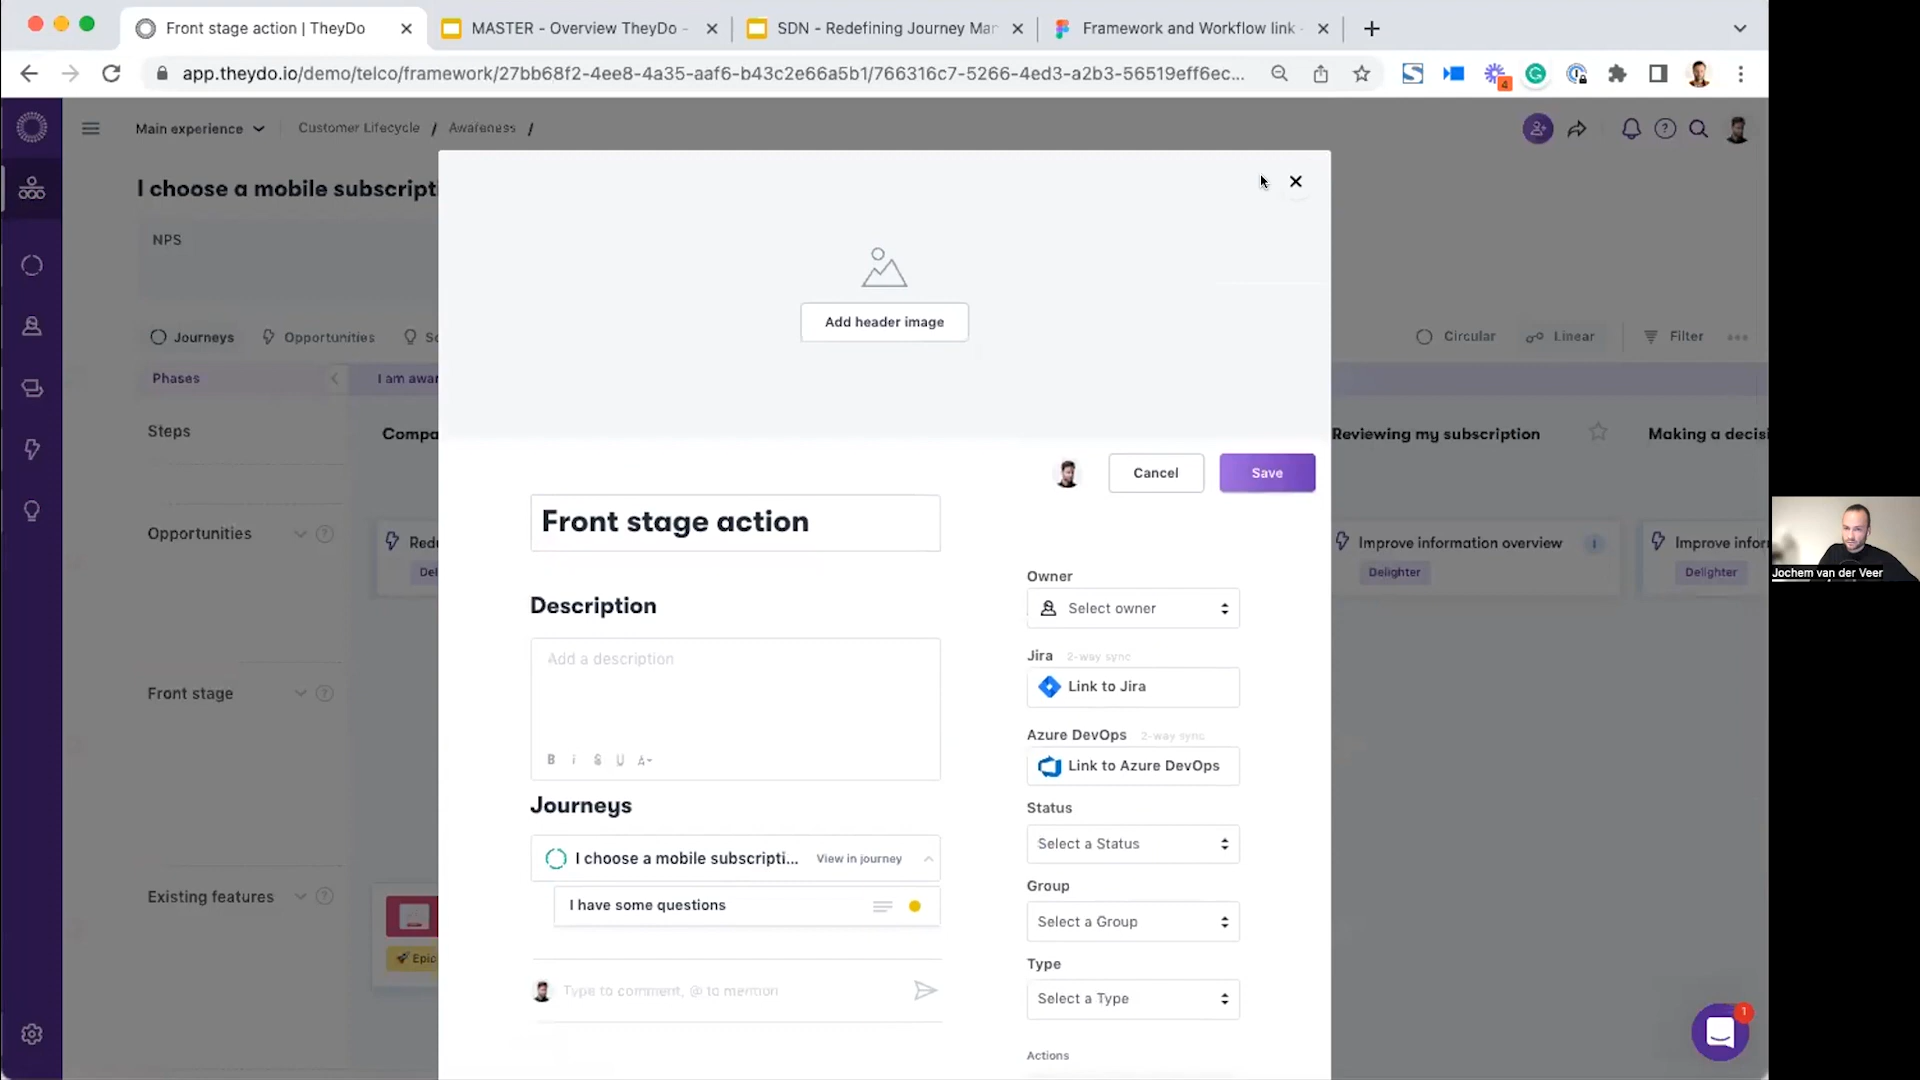 Front stage action | TheyDo
MASTER - Overview TheyDo -
SDN - Redefining Journey Mar
Framework and Workflow link -
app.theydo.io/demo/telco/framework/27bb68f2-4ee8-4a35-aaf6-b43c2e66a5b1/766316c7-5266-4ed3-a2b3-56519eff6ec...
4
Main experience
Customer Lifecycle / Awareness /
I choose a mobile subscripti
NPS
Journeys
Opportunities
Circular
Linear
Filter
Phases
I am awar
Steps
Compa
Reviewing my subscription
Making a decisi
Opportunities
Redu
Del
Improve information overview
Delighter
Improve infor
Delighter
Front stage
Existing features
Epic
Add header image
Cancel
Save
Front stage action
Description
Add a description
B i S U A
Journeys
I choose a mobile subscripti...
View in journey
I have some questions
Type to comment, @ to mention
Owner
Select owner
Jira 2-way sync
Link to Jira
Azure DevOps 2-way sync
Link to Azure DevOps
Status
Select a Status
Group
Select a Group
Type
Select a Type
Actions
1
Jochem van der Veer